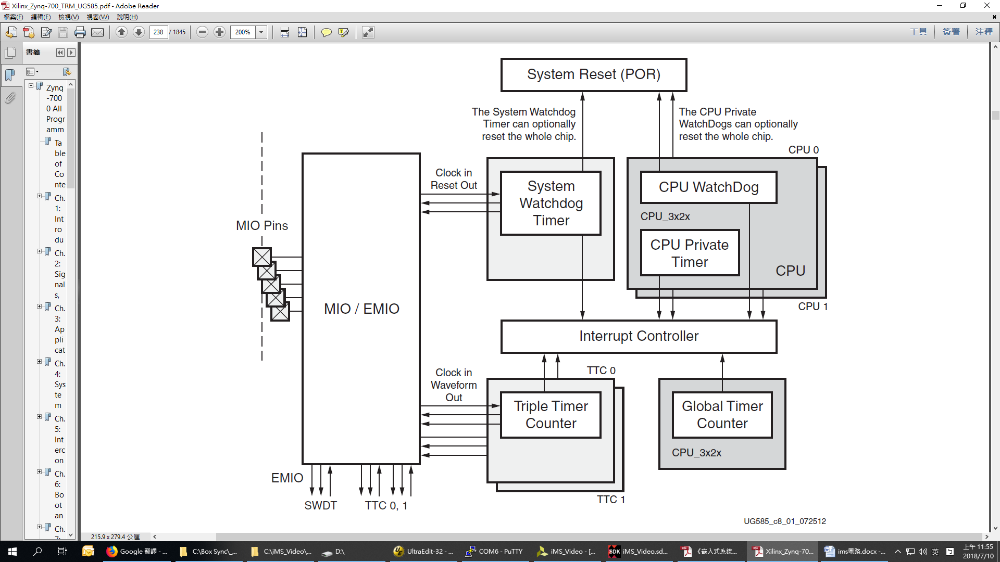 Xilinx_Zynq-700_TRM_UG585.pdf - Adobe Reader
檔案(F) 編輯(E) 檢視(V) 視窗(W) 說明(H)
238 / 1845 200% 工具 簽署 注釋
書籤
Zynq
-700
0 All
Progr
amm
Ta
ble
of
Co
nte
Ch.
1:
Int
ro
du
Ch.
2:
Sig
nal
s,
Ch.
3:
Ap
pli
cat
Ch.
4:
Sys
te
m
Ch.
5:
Int
erc
on
Ch.
6:
Bo
ot
an
Ch.
System Reset (POR)
The System Watchdog
Timer can optionally
reset the whole chip.
The CPU Private
WatchDogs can optionally
reset the whole chip.
CPU 0
Clock in
Reset Out
System
Watchdog
Timer
CPU WatchDog
CPU_3x2x
CPU Private
Timer
CPU
CPU 1
MIO Pins
MIO / EMIO
Interrupt Controller
Clock in
Waveform
Out
TTC 0
Triple Timer
Counter
Global Timer
Counter
CPU_3x2x
TTC 1
EMIO
SWDT TTC 0, 1
UG585_c8_01_072512
215.9 x 279.4 公厘
Google 翻譯 - ... C:\Box Sync\_... C:\iMS_Video\... D:\ UltraEdit-32 - ... COM6 - PuTTY iMS_Video - [... SDK iMS_Video.sd... 《嵌入式系統... Xilinx_Zynq-70... ims電路.docx -... 英 ㄅ
上午 11:55
2018/7/10